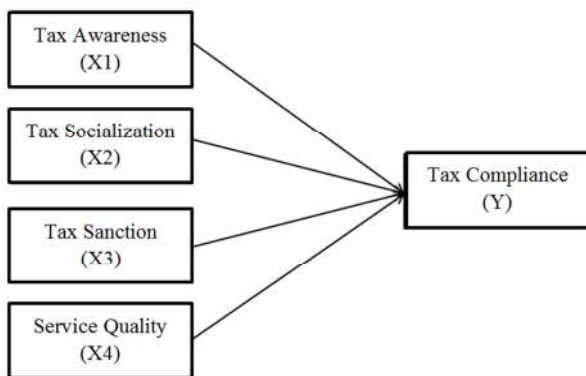 Tax Awareness
(X1)
Tax Socialization
(X2)
Tax Sanction
(X3)
Service Quality
(X4)
Tax Compliance
(Y)